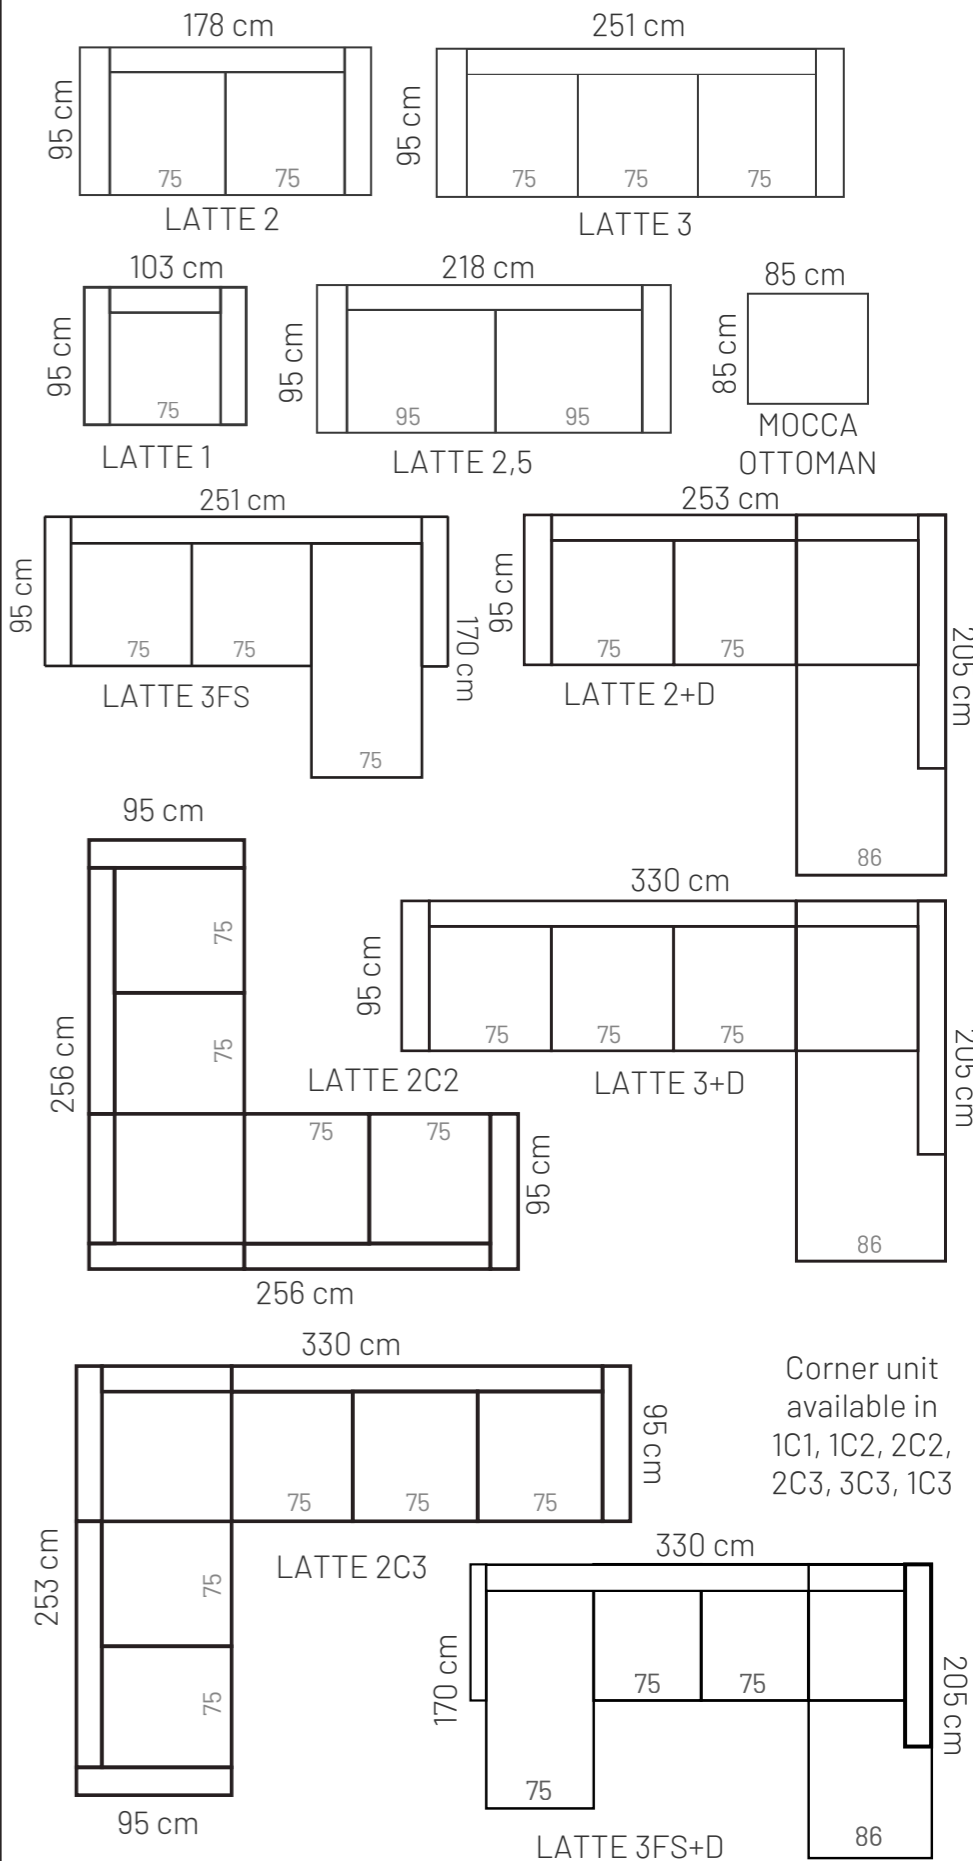 178 cm
251 cm
95 cm
75
75
95 cm
75
75
75
LATTE 2
LATTE 3
103 cm
218 cm
85 cm
95 cm
75
95 cm
95
95
85 cm
LATTE 1
LATTE 2,5
MOCCA
OTTOMAN
251 cm
253 cm
95 cm
75
75
170 cm
75
LATTE 3FS
95 cm
75
75
205 cm
LATTE 2+D
86
95 cm
75
75
256 cm
LATTE 2C2
75
75
95 cm
256 cm
330 cm
95 cm
75
75
75
LATTE 3+D
205 cm
86
330 cm
75
75
75
95 cm
253 cm
75
75
LATTE 2C3
95 cm
Corner unit
available in
1C1, 1C2, 2C2,
2C3, 3C3, 1C3
330 cm
170 cm
75
75
205 cm
75
86
LATTE 3FS+D